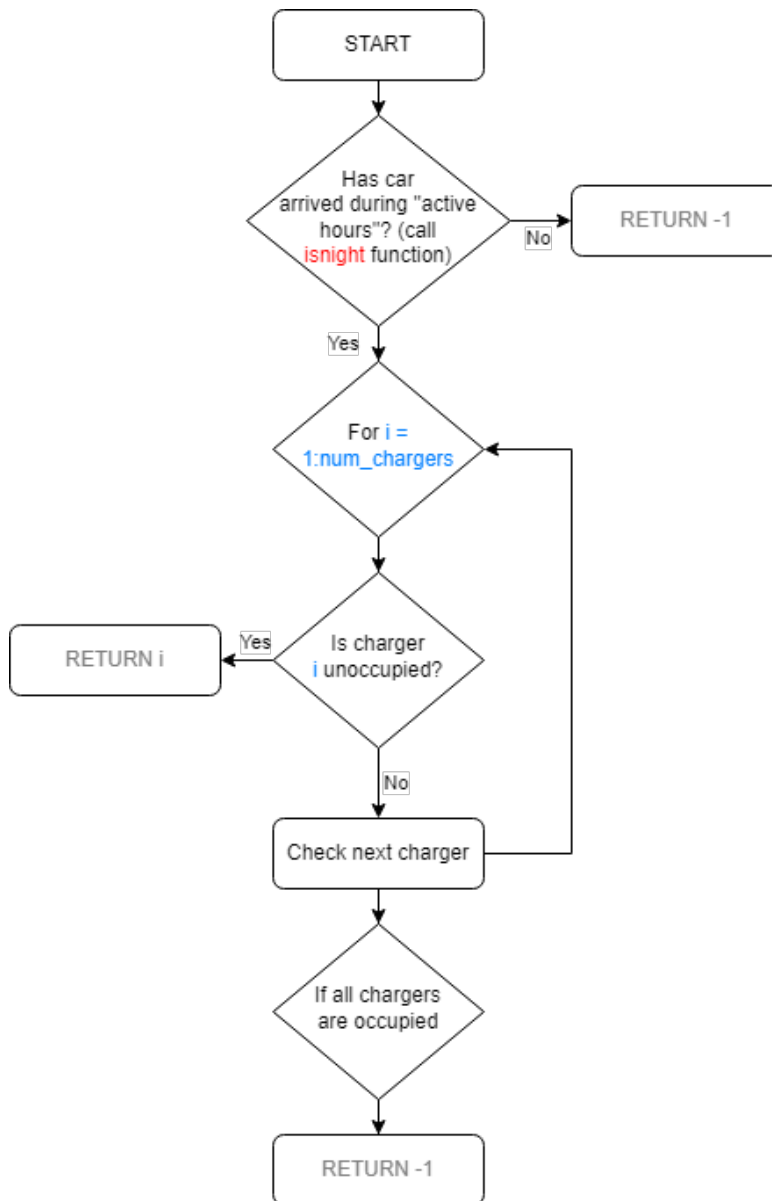 START
Has car
arrived during "active
hours"? (call
isnight function)
No
RETURN -1
Yes
For i =
1:num_chargers
Is charger
i unoccupied?
Yes
RETURN i
No
Check next charger
If all chargers
are occupied
RETURN -1